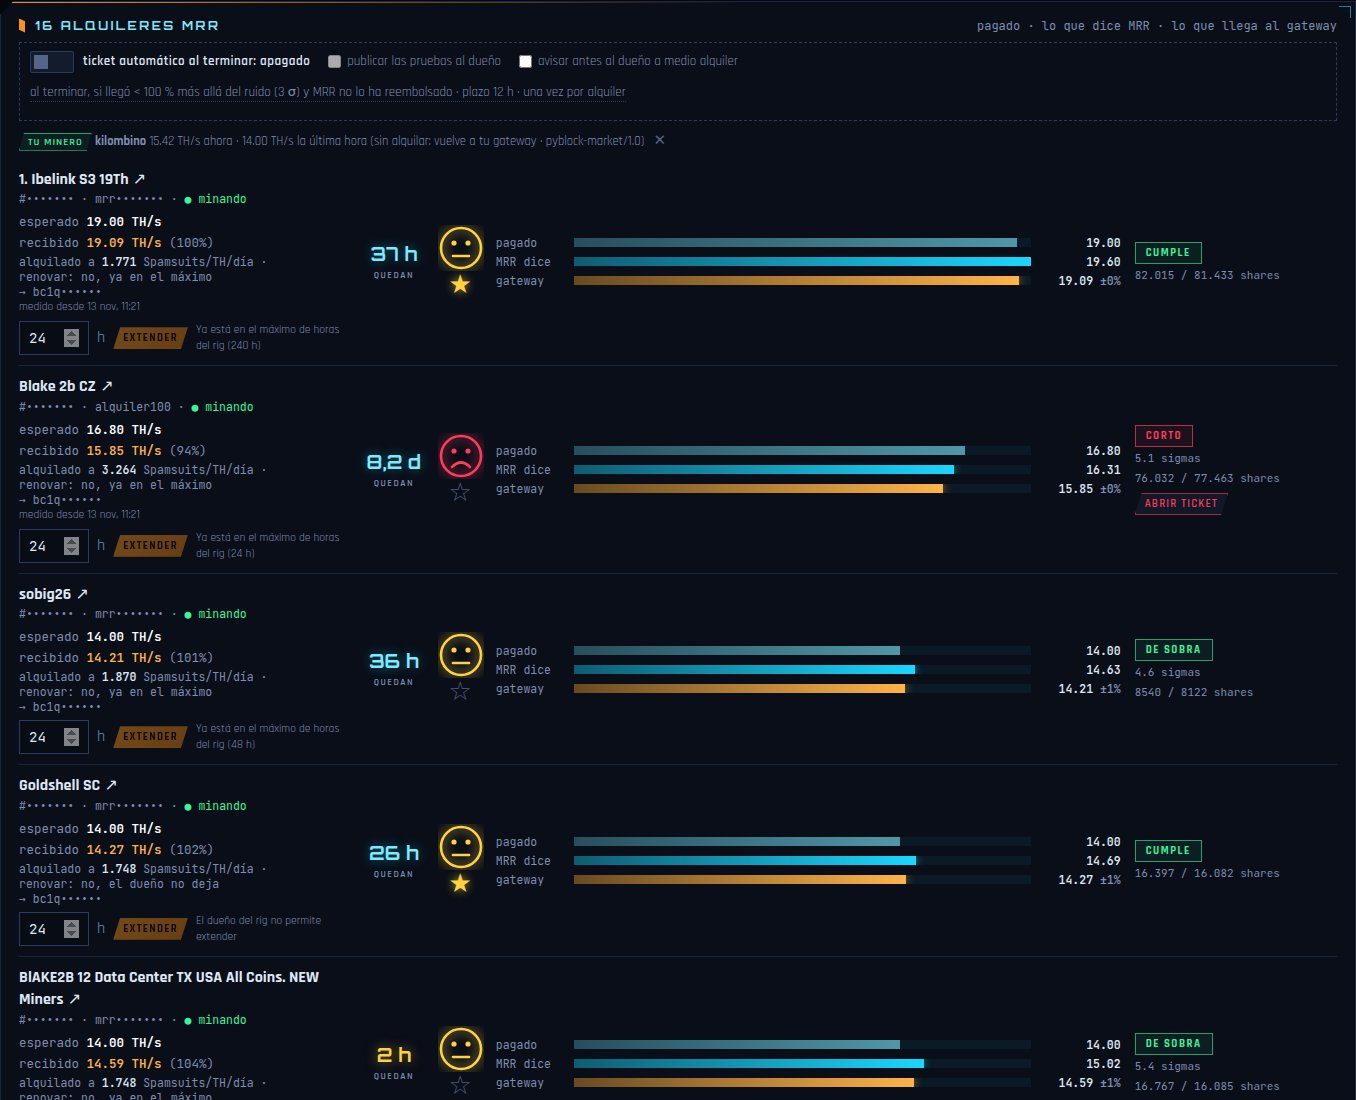 16 ALQUILERES MRR
pagado · lo que dice MRR · lo que llega al gateway
ticket automático al terminar: apagado publicar las pruebas al dueño avisar antes al dueño a medio alquiler
al terminar, si llegó < 100 % más allá del ruido (3 σ) y MRR no lo ha reembolsado · plazo 12 h · una vez por alquiler
TU MINERO kilombino 15.42 TH/s ahora · 14.00 TH/s la última hora (sin alquilar: vuelve a tu gateway · pyblock-market/1.0) ✕
1. Ibelink S3 19Th ↗
#••••••• · mrr••••••• · ● minando
esperado 19.00 TH/s
recibido 19.09 TH/s (100%)
alquilado a 1.771 Spamsuits/TH/día ·
renovar: no, ya en el máximo
→ bc1q••••••
medido desde 13 nov, 11:21
24 h EXTENDER Ya está en el máximo de horas
del rig (240 h)
37 h
QUEDAN
pagado 19.00
MRR dice 19.60
gateway 19.09 ±0%
CUMPLE
82.015 / 81.433 shares
Blake 2b CZ ↗
#••••••• · alquiler100 · ● minando
esperado 16.80 TH/s
recibido 15.85 TH/s (94%)
alquilado a 3.264 Spamsuits/TH/día ·
renovar: no, ya en el máximo
→ bc1q••••••
medido desde 13 nov, 11:21
24 h EXTENDER Ya está en el máximo de horas
del rig (24 h)
8,2 d
QUEDAN
pagado 16.80
MRR dice 16.31
gateway 15.85 ±0%
CORTO
5.1 sigmas
76.032 / 77.463 shares
ABRIR TICKET
sobig26 ↗
#••••••• · mrr••••••• · ● minando
esperado 14.00 TH/s
recibido 14.21 TH/s (101%)
alquilado a 1.870 Spamsuits/TH/día ·
renovar: no, ya en el máximo
→ bc1q••••••
24 h EXTENDER Ya está en el máximo de horas
del rig (48 h)
36 h
QUEDAN
pagado 14.00
MRR dice 14.63
gateway 14.21 ±1%
DE SOBRA
4.6 sigmas
8540 / 8122 shares
Goldshell SC ↗
#••••••• · mrr••••••• · ● minando
esperado 14.00 TH/s
recibido 14.27 TH/s (102%)
alquilado a 1.748 Spamsuits/TH/día ·
renovar: no, el dueño no deja
→ bc1q••••••
24 h EXTENDER El dueño del rig no permite
extender
26 h
QUEDAN
pagado 14.00
MRR dice 14.69
gateway 14.27 ±1%
CUMPLE
16.397 / 16.082 shares
BlAKE2B 12 Data Center TX USA All Coins. NEW
Miners ↗
#••••••• · mrr••••••• · ● minando
esperado 14.00 TH/s
recibido 14.59 TH/s (104%)
alquilado a 1.748 Spamsuits/TH/día ·
renovar: no, ya en el máximo
2 h
QUEDAN
pagado 14.00
MRR dice 15.02
gateway 14.59 ±1%
DE SOBRA
5.4 sigmas
16.767 / 16.085 shares